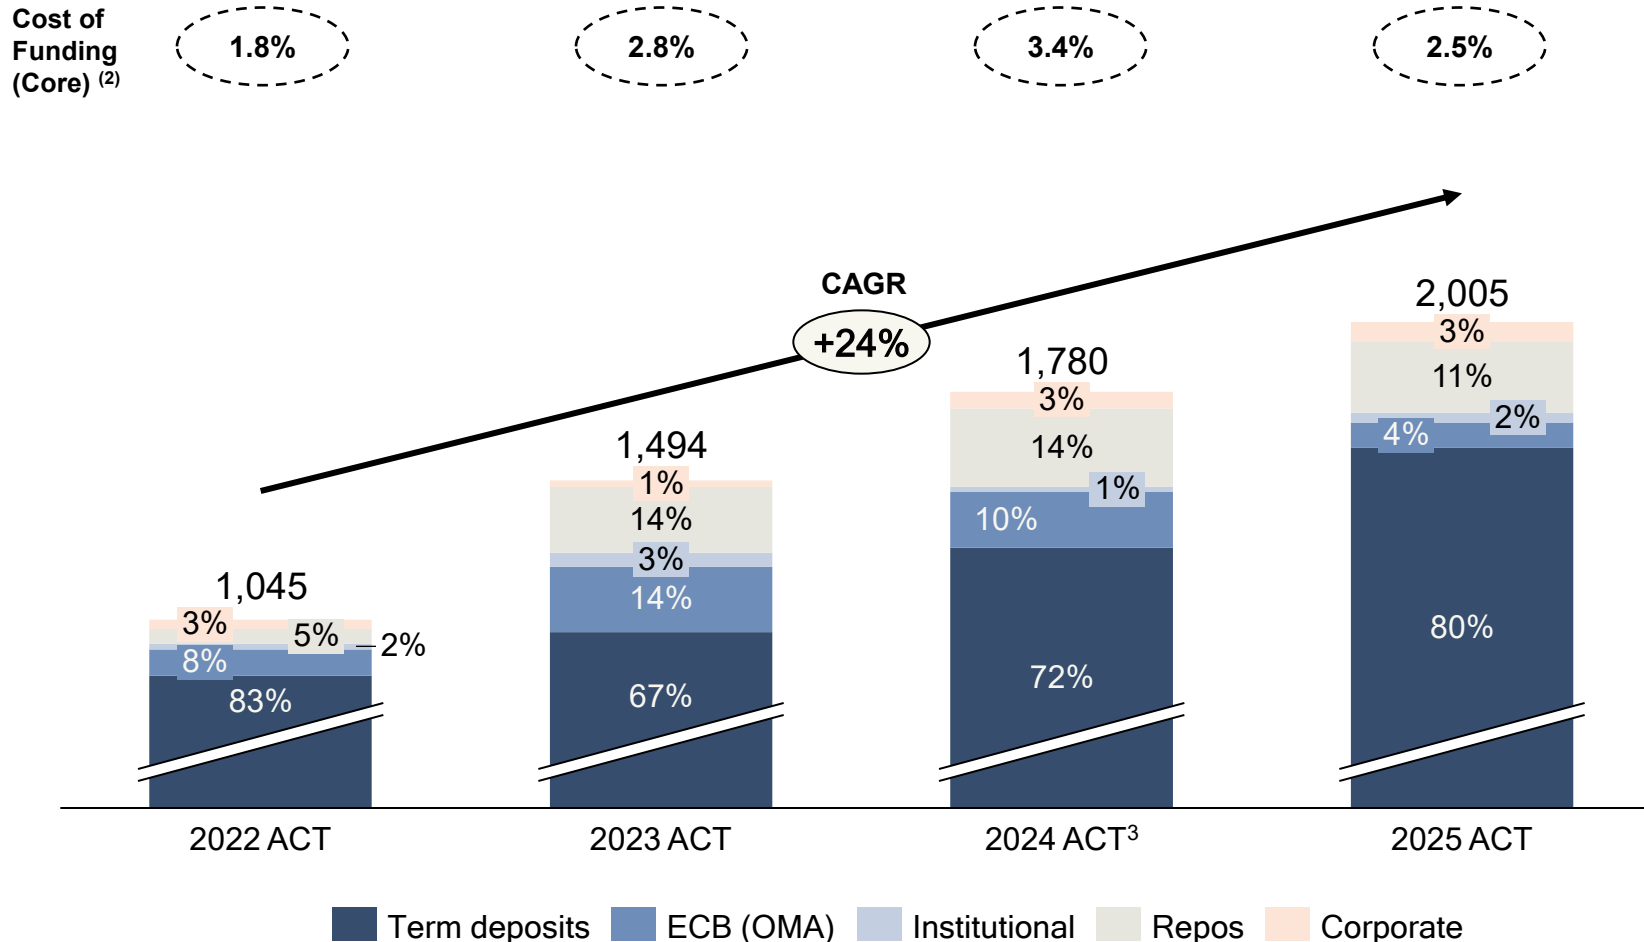 Cost of
Funding
(Core) (2)
1.8%
2.8%
3.4%
2.5%
CAGR
+24%
1,045
3%
5%
2%
8%
83%
1,494
1%
14%
3%
14%
67%
1,780
3%
14%
1%
10%
72%
2,005
3%
11%
2%
4%
80%
2022 ACT
2023 ACT
2024 ACT3
2025 ACT
Term deposits
ECB (OMA)
Institutional
Repos
Corporate